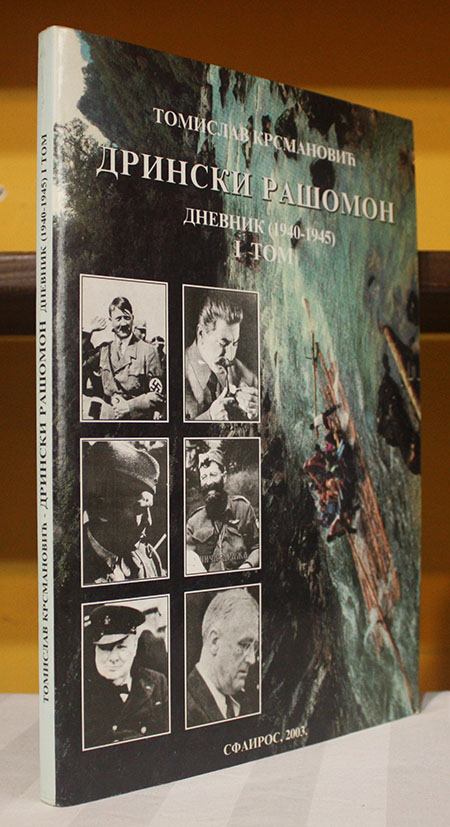 ТОМИСЛАВ КРСМАНОВИЋ
ДРИНСКИ РАШОМОН
ДНЕВНИК (1940-1945)
I ТОМ
СФАИРОС, 2003.
ТОМИСЛАВ КРСМАНОВИЋ - ДРИНСКИ РАШОМОН ДНЕВНИК (1940-1945) I ТОМ